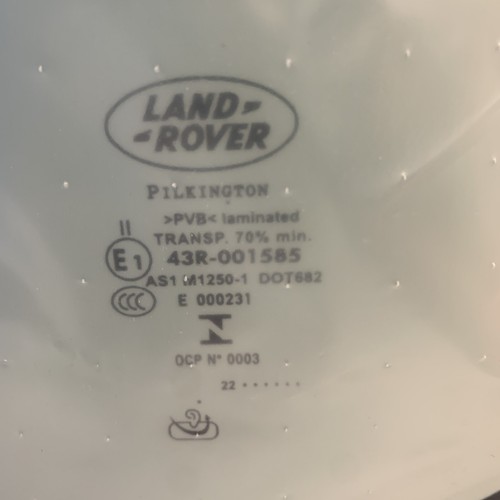 LAND-
-ROVER
PILKINGTON
>PVB< laminated
II
TRANSP. 70% min.
E1 43R-001585
AS1 M1250-1 DOT682
CCC E 000231
N
OCP N° 0003
22 • • • • • •